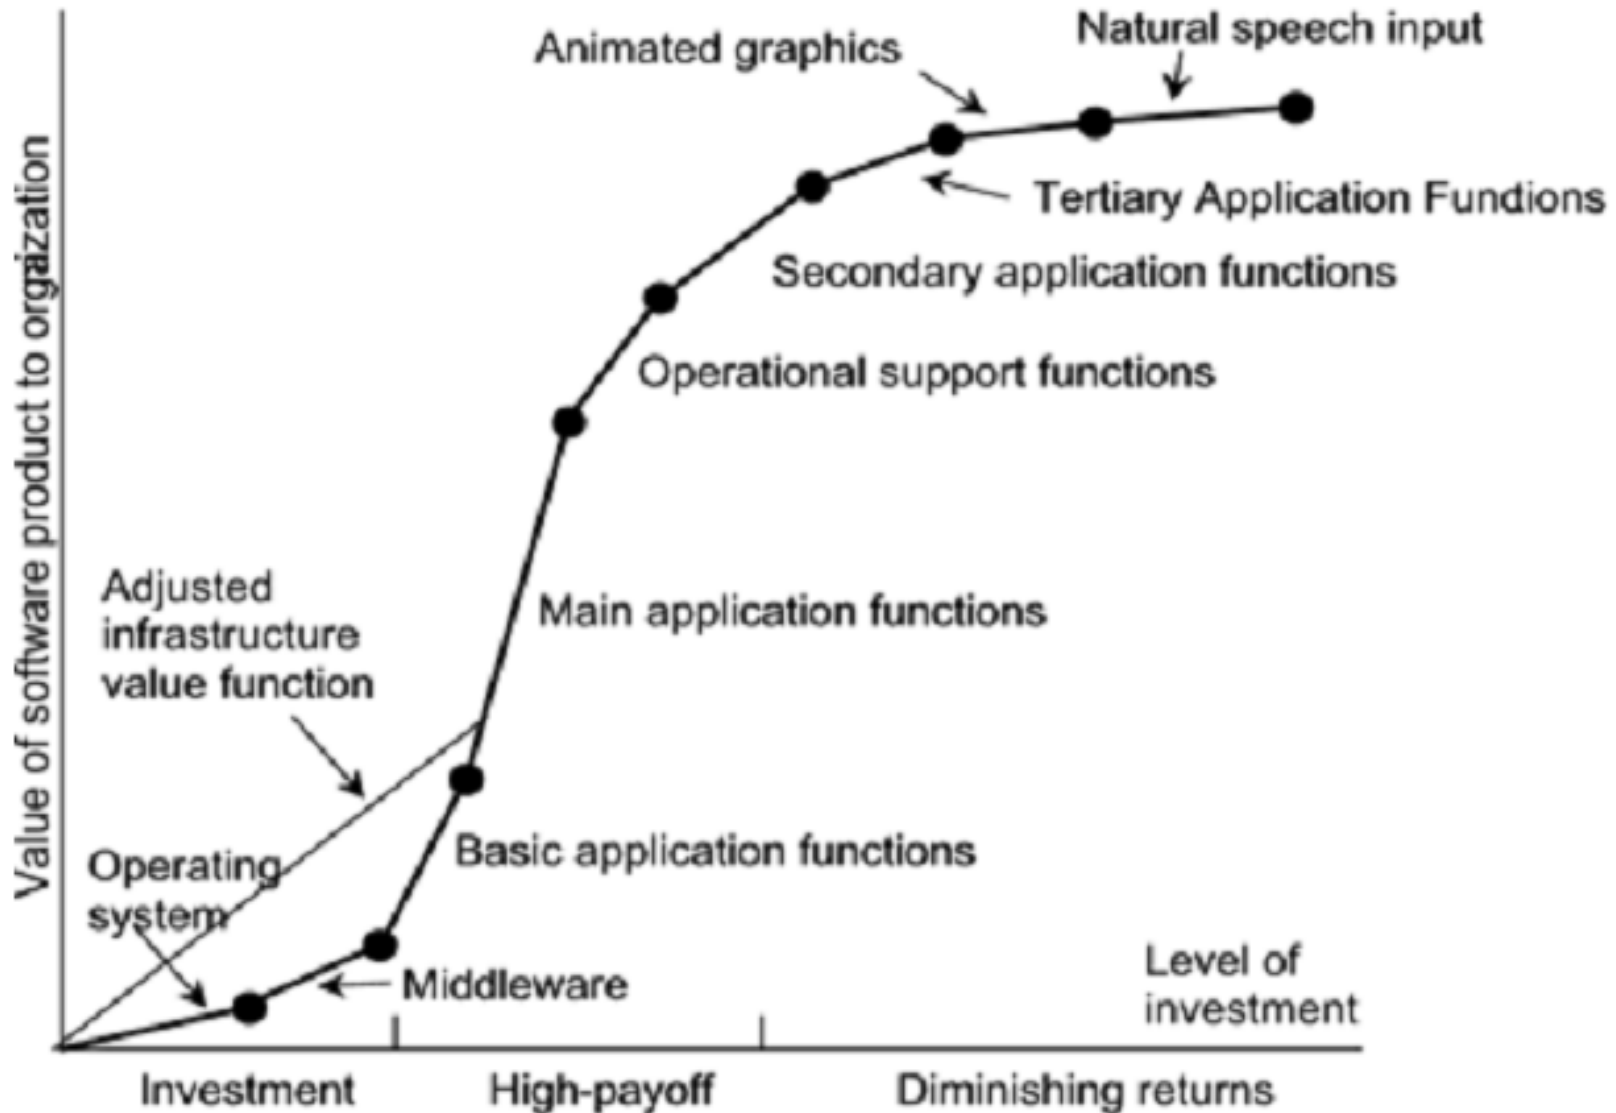 Natural speech input
Animated graphics
Tertiary Application Fundions
Secondary application functions
Operational support functions
Value of software product to orgaization
Main application functions
Adjusted
infrastructure
value function
Basic application functions
Operating
system
Middleware
Level of
investment
Investment
High-payoff
Diminishing returns